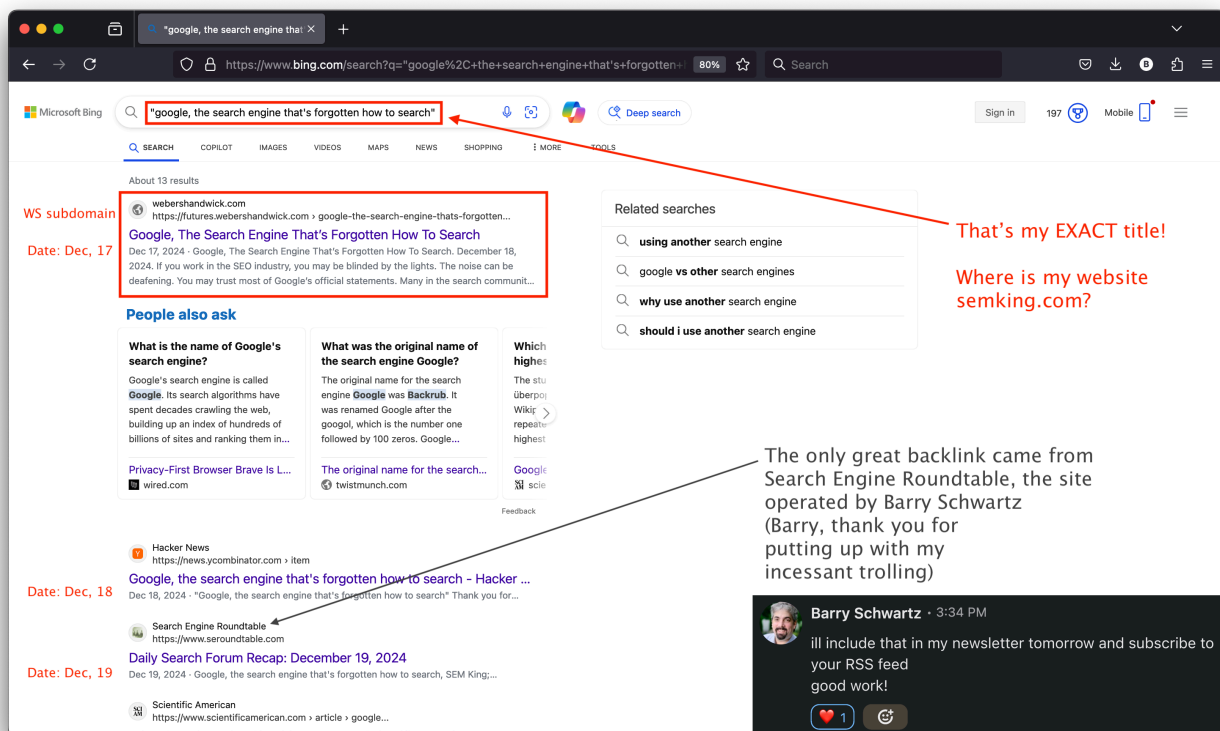 "google, the search engine that
https://www.bing.com/search?q="google%2C+the+search+engine+that's+forgotten+
80%
Search
Microsoft Bing
"google, the search engine that's forgotten how to search"
Deep search
Sign in
197
Mobile
SEARCH
COPILOT
IMAGES
VIDEOS
MAPS
NEWS
SHOPPING
MORE
TOOLS
About 13 results
WS subdomain
Date: Dec, 17
webershandwick.com
https://futures.webershandwick.com › google-the-search-engine-thats-forgotten...
Google, The Search Engine That's Forgotten How To Search
Dec 17, 2024 · Google, The Search Engine That's Forgotten How To Search. December 18,
2024. If you work in the SEO industry, you may be blinded by the lights. The noise can be
deafening. You may trust most of Google's official statements. Many in the search communit...
Related searches
using another search engine
google vs other search engines
why use another search engine
should i use another search engine
That's my EXACT title!
Where is my website
semking.com?
People also ask
What is the name of Google's
search engine?
Google's search engine is called
Google. Its search algorithms have
spent decades crawling the web,
building up an index of hundreds of
billions of sites and ranking them in...
Privacy-First Browser Brave Is L...
wired.com
What was the original name of
the search engine Google?
The original name for the search
engine Google was Backrub. It
was renamed Google after the
googol, which is the number one
followed by 100 zeros. Google...
The original name for the search...
twistmunch.com
Which
highes
The stu
überpop
Wikip
repeate
highest
Google
scie
Feedback
The only great backlink came from
Search Engine Roundtable, the site
operated by Barry Schwartz
(Barry, thank you for
putting up with my
incessant trolling)
Hacker News
https://news.ycombinator.com › item
Google, the search engine that's forgotten how to search - Hacker ...
Date: Dec, 18
Dec 18, 2024 · "Google, the search engine that's forgotten how to search" Thank you for...
Search Engine Roundtable
https://www.seroundtable.com
Daily Search Forum Recap: December 19, 2024
Date: Dec, 19
Dec 19, 2024 · Google, the search engine that's forgotten how to search, SEM King;...
SCI
AM
Scientific American
https://www.scientificamerican.com › article › google...
Barry Schwartz · 3:34 PM
ill include that in my newsletter tomorrow and subscribe to
your RSS feed
good work!
1